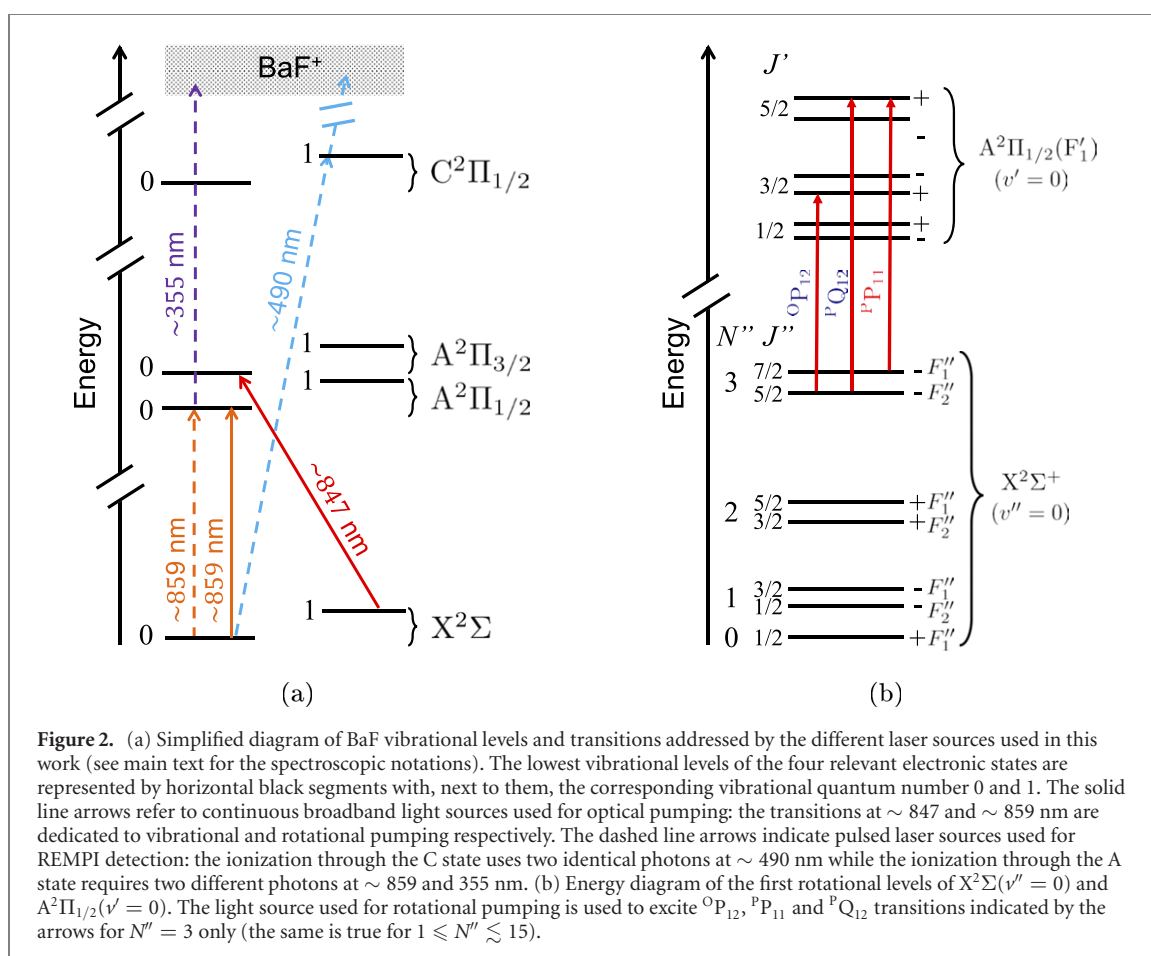 BaF⁺
Energy
0
1
C²Π₁/₂
~355 nm
~490 nm
1
A²Π₃/₂
0
1
A²Π₁/₂
0
~847 nm
~859 nm
~859 nm
1
0
X²Σ
(a)
Energy
J'
5/2
+
-
3/2
-
+
1/2
+
-
A²Π₁/₂(F₁′)
(v′ = 0)
ᴼP₁₂
ᴾQ₁₂
ᴾP₁₁
N" J"
3 7/2 - F₁″
5/2 - F₂″
2 5/2 + F₁″
3/2 + F₂″
1 3/2 - F₁″
1/2 - F₂″
0 1/2 + F₁″
X²Σ⁺
(v″ = 0)
(b)
Figure 2. (a) Simplified diagram of BaF vibrational levels and transitions addressed by the different laser sources used in this
work (see main text for the spectroscopic notations). The lowest vibrational levels of the four relevant electronic states are
represented by horizontal black segments with, next to them, the corresponding vibrational quantum number 0 and 1. The solid
line arrows refer to continuous broadband light sources used for optical pumping: the transitions at ∼ 847 and ∼ 859 nm are
dedicated to vibrational and rotational pumping respectively. The dashed line arrows indicate pulsed laser sources used for
REMPI detection: the ionization through the C state uses two identical photons at ∼ 490 nm while the ionization through the A
state requires two different photons at ∼ 859 and 355 nm. (b) Energy diagram of the first rotational levels of X²Σ(v″ = 0) and
A²Π₁/₂(v′ = 0). The light source used for rotational pumping is used to excite ᴼP₁₂, ᴾP₁₁ and ᴾQ₁₂ transitions indicated by the
arrows for N″ = 3 only (the same is true for 1 ⩽ N″ ≲ 15).